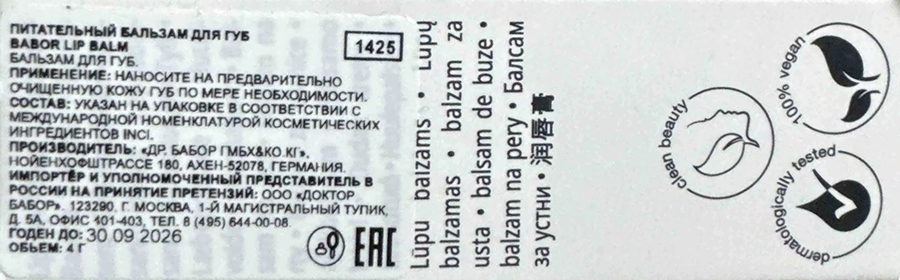 ПИТАТЕЛЬНЫЙ БАЛЬЗАМ ДЛЯ ГУБ
BABOR LIP BALM
БАЛЬЗАМ ДЛЯ ГУБ.
1425
ПРИМЕНЕНИЕ: НАНОСИТЕ НА ПРЕДВАРИТЕЛЬНО
ОЧИЩЕННУЮ КОЖУ ГУБ ПО МЕРЕ НЕОБХОДИМОСТИ.
СОСТАВ: УКАЗАН НА УПАКОВКЕ В СООТВЕТСТВИИ С
МЕЖДУНАРОДНОЙ НОМЕНКЛАТУРОЙ КОСМЕТИЧЕСКИХ
ИНГРЕДИЕНТОВ INCI.
ПРОИЗВОДИТЕЛЬ: «ДР. БАБОР ГМБХ&КО.КГ»,
НОЙЕНХОФШТРАССЕ 180, АХЕН-52078, ГЕРМАНИЯ.
ИМПОРТЁР И УПОЛНОМОЧЕННЫЙ ПРЕДСТАВИТЕЛЬ В
РОССИИ НА ПРИНЯТИЕ ПРЕТЕНЗИЙ: ООО «ДОКТОР
БАБОР». 123290, Г. МОСКВА, 1-Й МАГИСТРАЛЬНЫЙ ТУПИК,
Д. 5А, ОФИС 101-403, ТЕЛ. 8 (495) 644-00-08.
ГОДЕН ДО: 30 09 2026
ОБЪЕМ: 4 Г
EAC
Lūpu balzams · Lūpų
balzamas · balzam za
usta · balsam de buze ·
balzam na pery · Балсам
за устни · 润唇膏
clean beauty
100% vegan
dermatologically tested